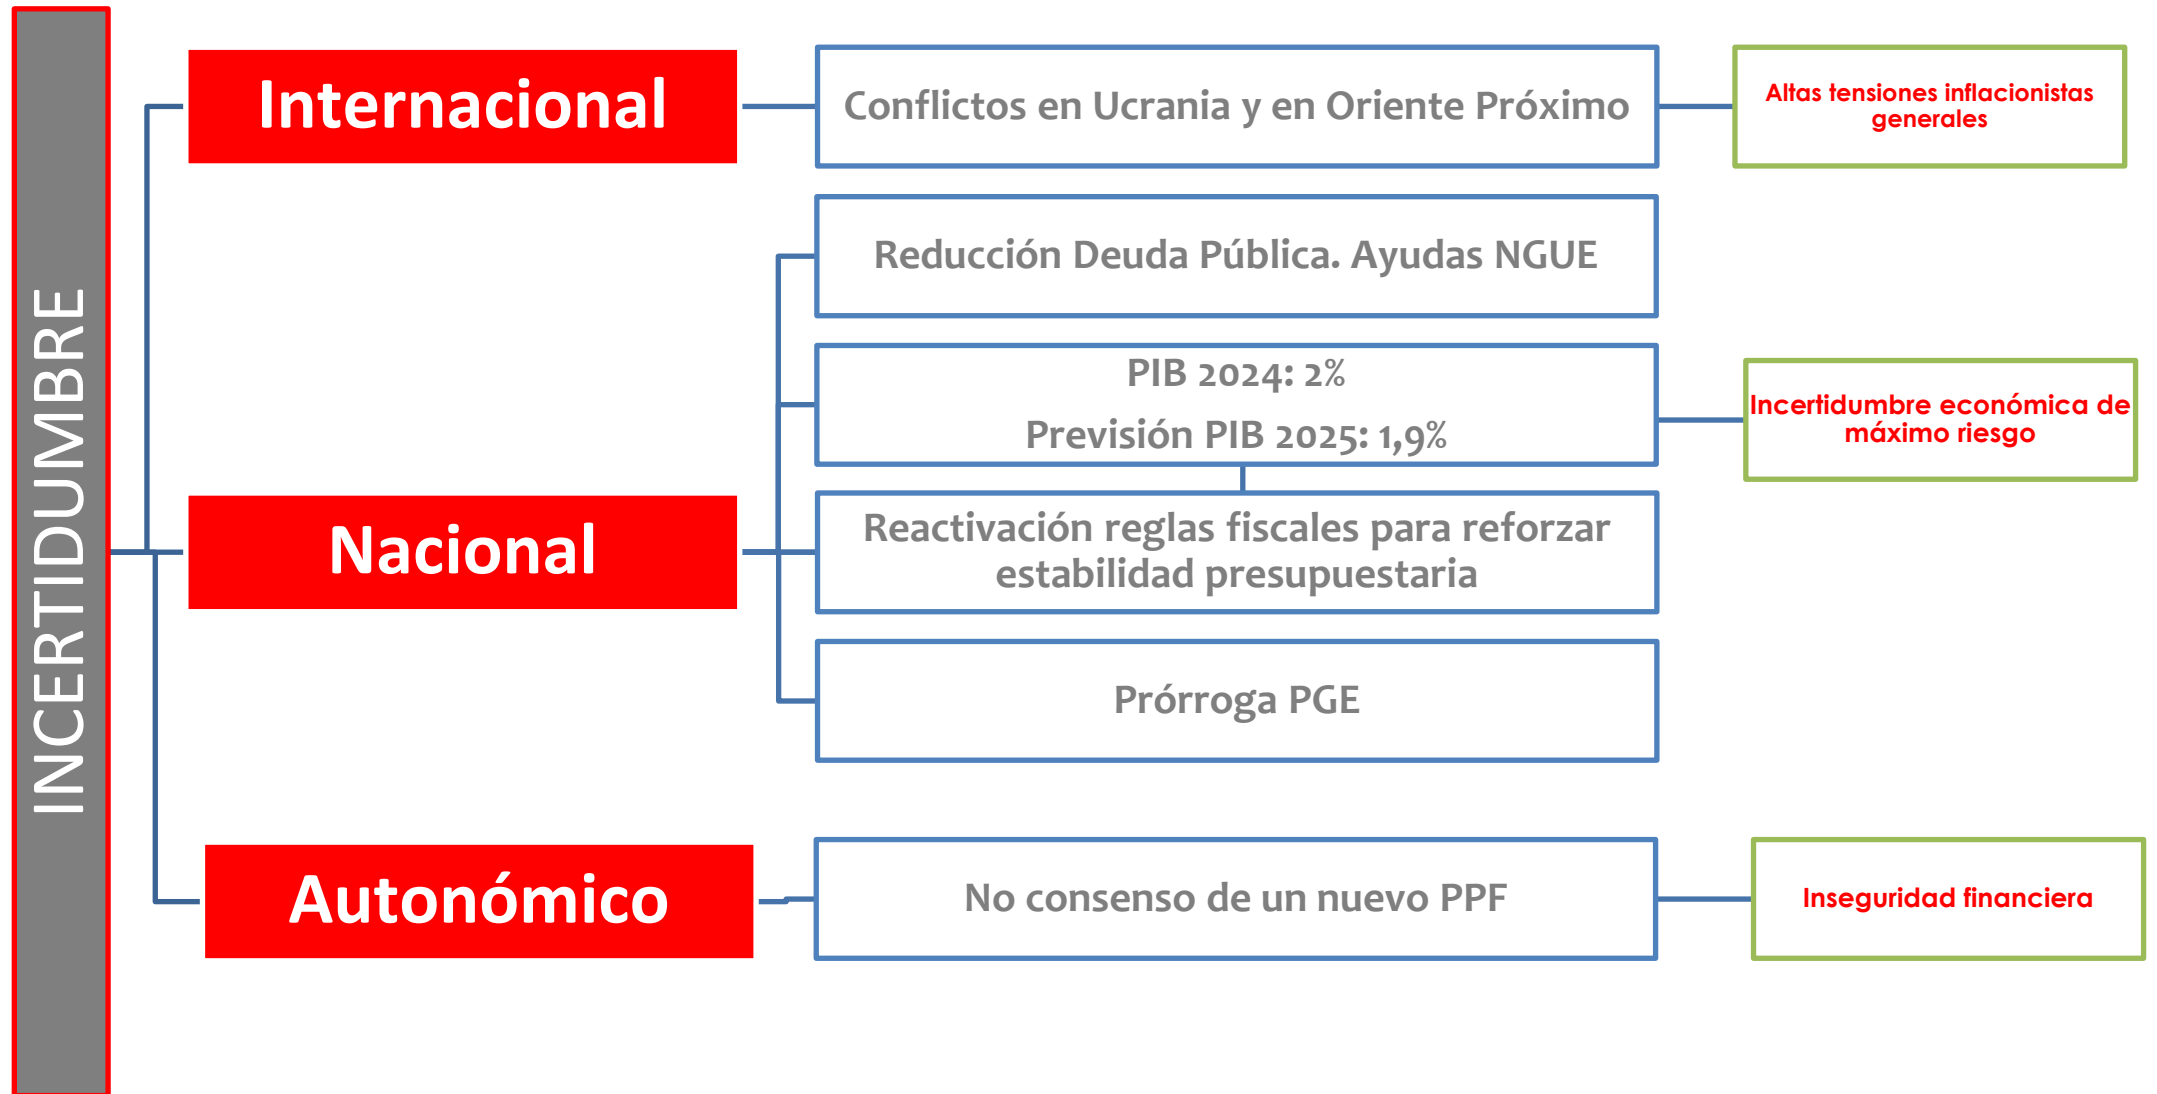 INCERTIDUMBRE
Internacional
Conflictos en Ucrania y en Oriente Próximo
Altas tensiones inflacionistas
generales
Nacional
Reducción Deuda Pública. Ayudas NGUE
PIB 2024: 2%
Previsión PIB 2025: 1,9%
Incertidumbre económica de
máximo riesgo
Reactivación reglas fiscales para reforzar
estabilidad presupuestaria
Prórroga PGE
Autonómico
No consenso de un nuevo PPF
Inseguridad financiera